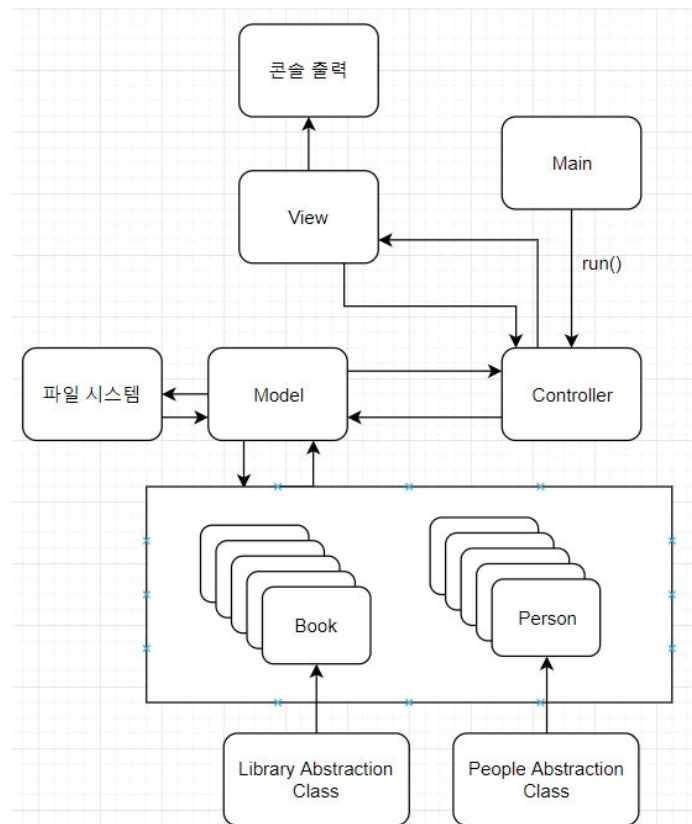 콘솔 출력
Main
View
run()
파일 시스템
Model
Controller
Book
Person
Library Abstraction
Class
People Abstraction
Class